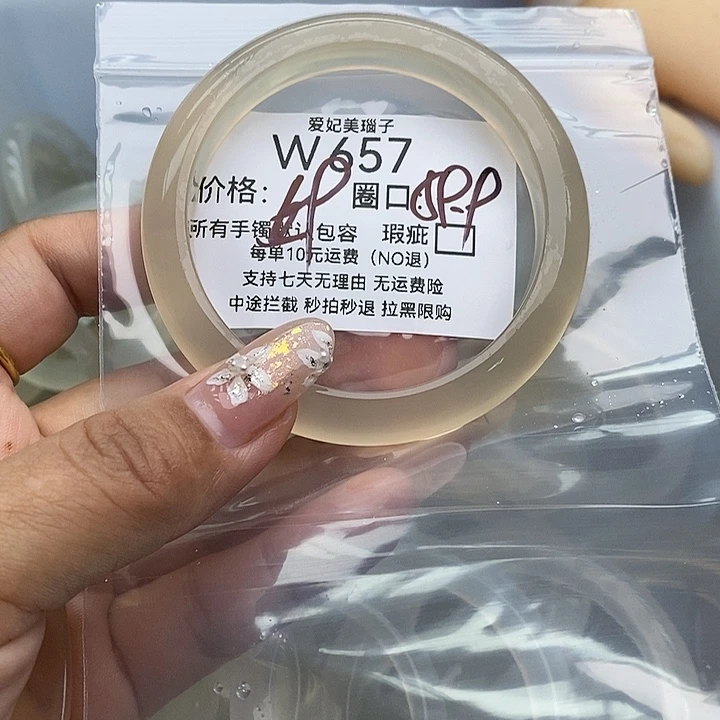 爱妃美瑙子
W657
价格: 圈口:
所有手镯默认包容 瑕疵
每单10元运费（NO退）
支持七天无理由 无运费险
中途拦截 秒拍秒退 拉黑限购